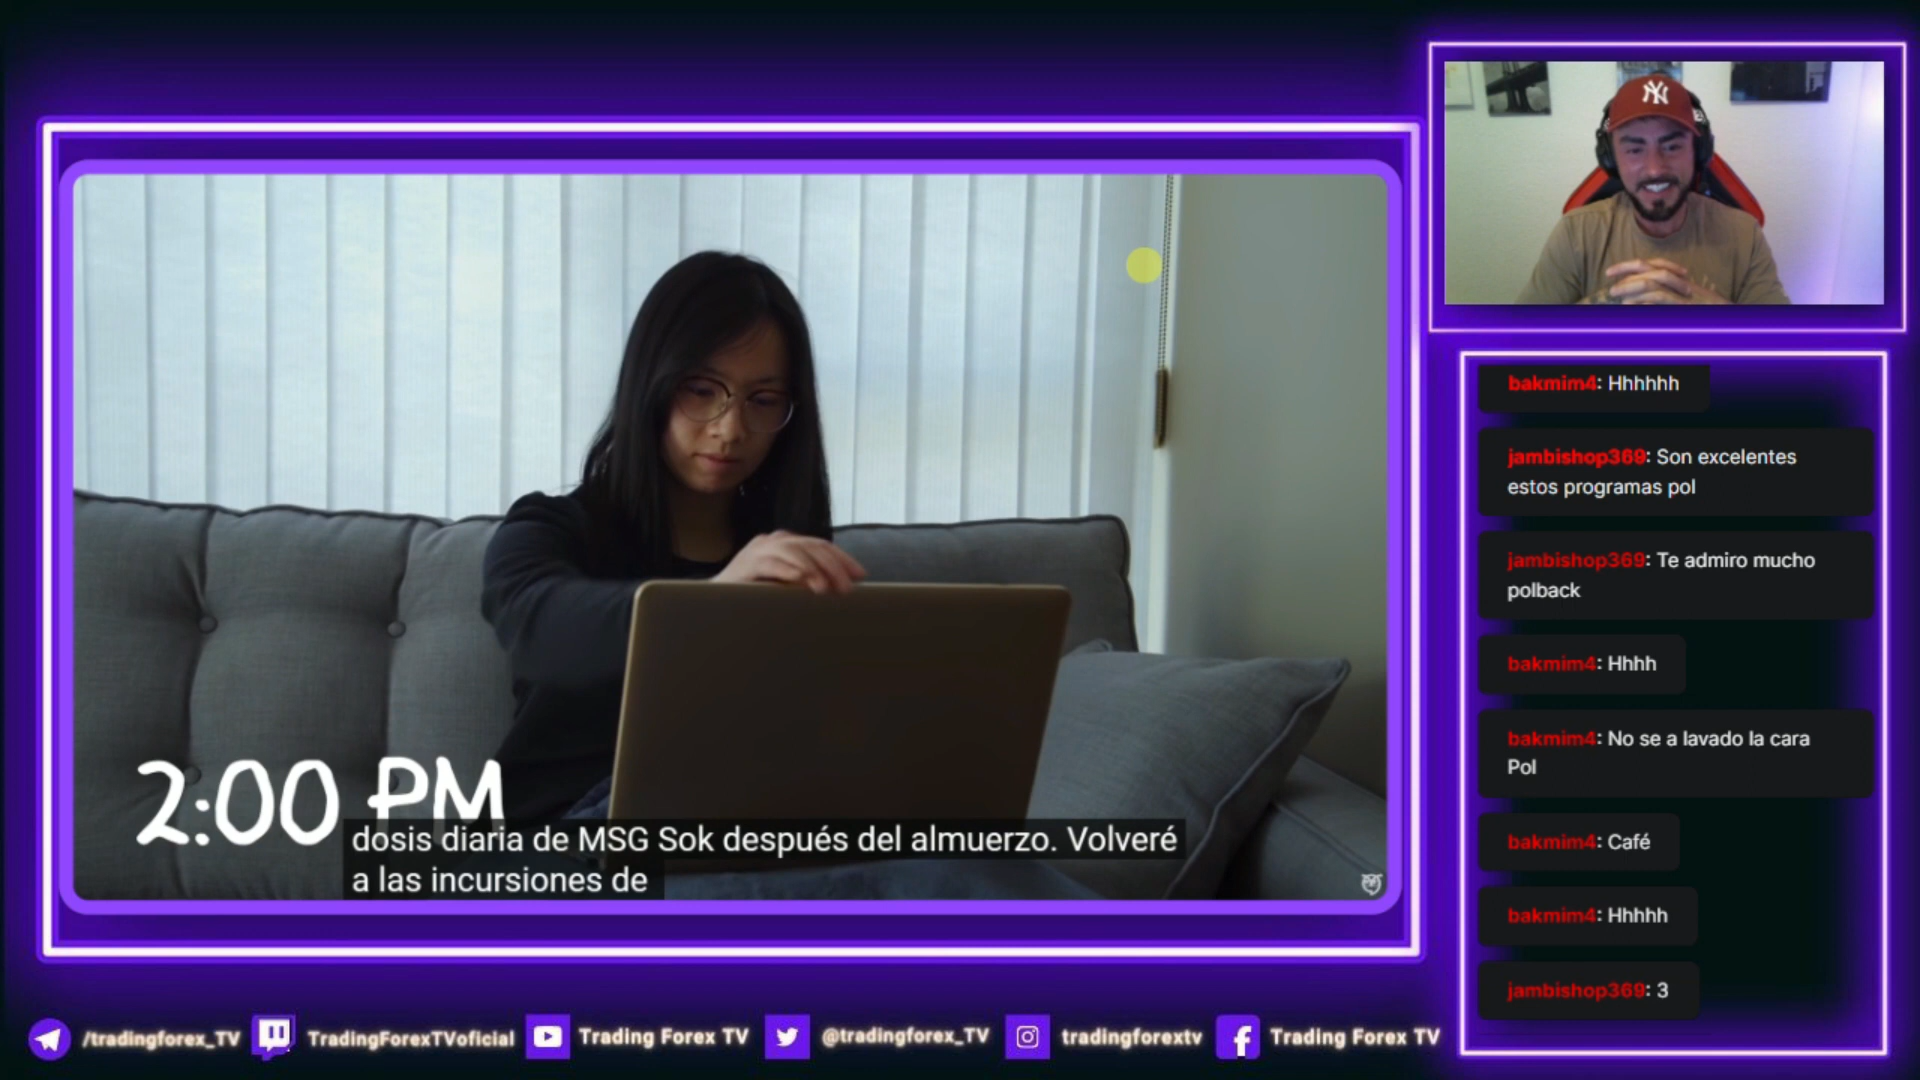 NY
2:00 PM
dosis diaria de MSG Sok después del almuerzo. Volveré
a las incursiones de
bakmim4: Hhhhhh
jambishop369: Son excelentes
estos programas pol
jambishop369: Te admiro mucho
polback
bakmim4: Hhhh
bakmim4: No se a lavado la cara
Pol
bakmim4: Café
bakmim4: Hhhhh
jambishop369: 3
/tradingforex_TV
TradingForexTVoficial
Trading Forex TV
@tradingforex_TV
tradingforextv
Trading Forex TV